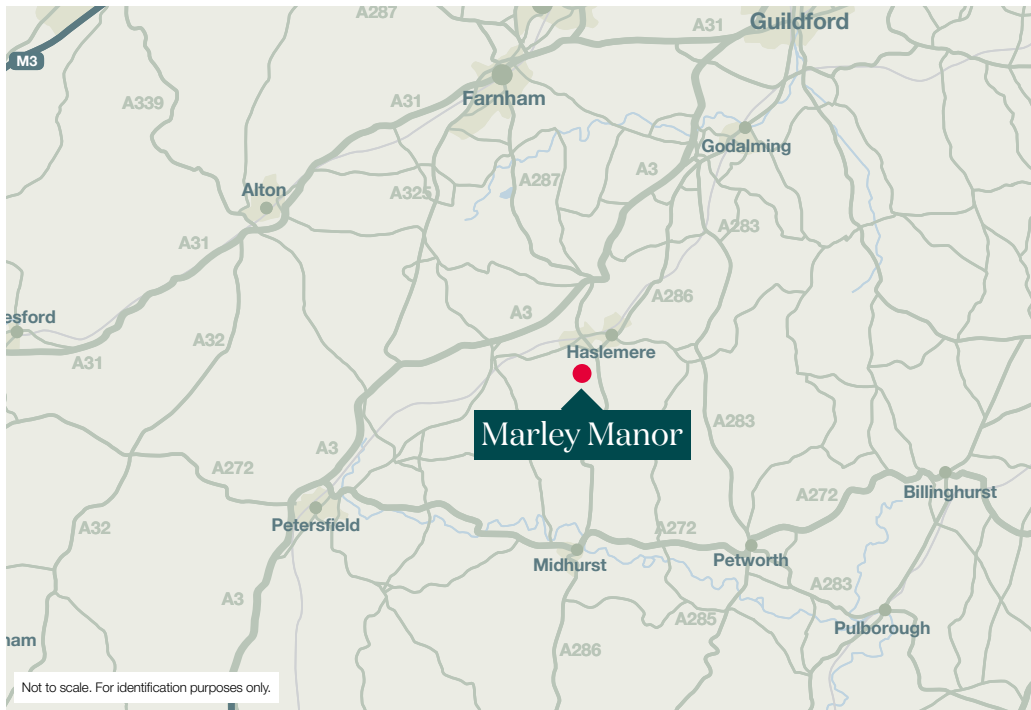 A287
A31
Guildford
M3
A339
A31
Farnham
Godalming
A3
A325
A287
Alton
A283
A31
A286
A3
esford
A32
Haslemere
A31
Marley Manor
A283
A3
A272
A272
Billinghurst
Petersfield
A32
A272
Midhurst
Petworth
A283
A3
A285
Pulborough
ham
A286
Not to scale. For identification purposes only.